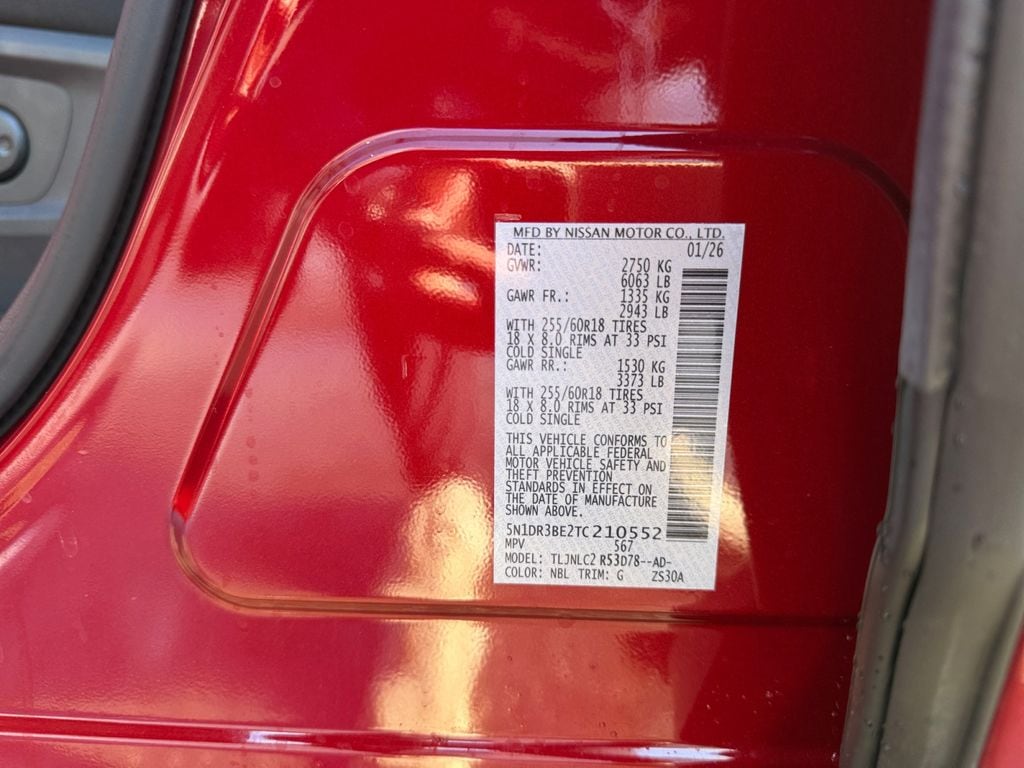 MFD BY NISSAN MOTOR CO., LTD.
DATE: 01/26
GVWR: 2750 KG
6063 LB
GAWR FR.: 1335 KG
2943 LB
WITH 255/60R18 TIRES
18 X 8.0 RIMS AT 33 PSI
COLD SINGLE
GAWR RR.: 1530 KG
3373 LB
WITH 255/60R18 TIRES
18 X 8.0 RIMS AT 33 PSI
COLD SINGLE
THIS VEHICLE CONFORMS TO
ALL APPLICABLE FEDERAL
MOTOR VEHICLE SAFETY AND
THEFT PREVENTION
STANDARDS IN EFFECT ON
THE DATE OF MANUFACTURE
SHOWN ABOVE.
5N1DR3BE2TC210552
MPV 567
MODEL: TLJNLC2 R53D78--AD-
COLOR: NBL TRIM: G ZS30A